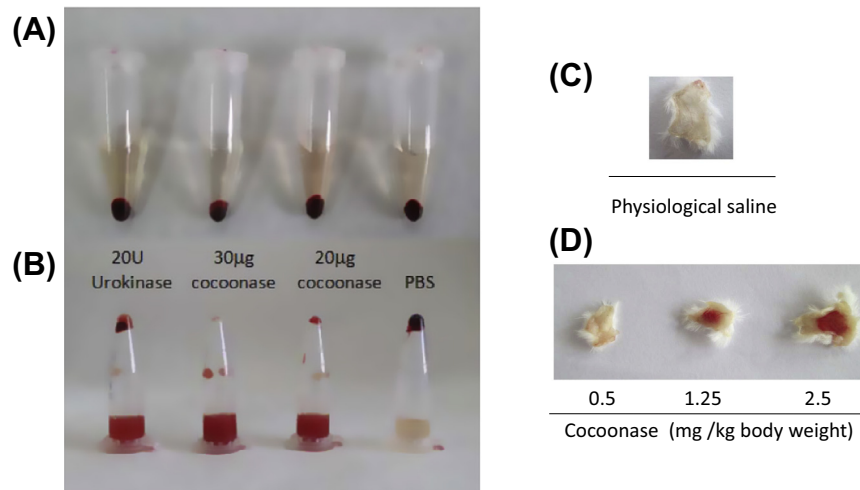 (A)
(B)
20U
Urokinase
30µg
cocoonase
20µg
cocoonase
PBS
(C)
Physiological saline
(D)
0.5 1.25 2.5
Cocoonase (mg /kg body weight)